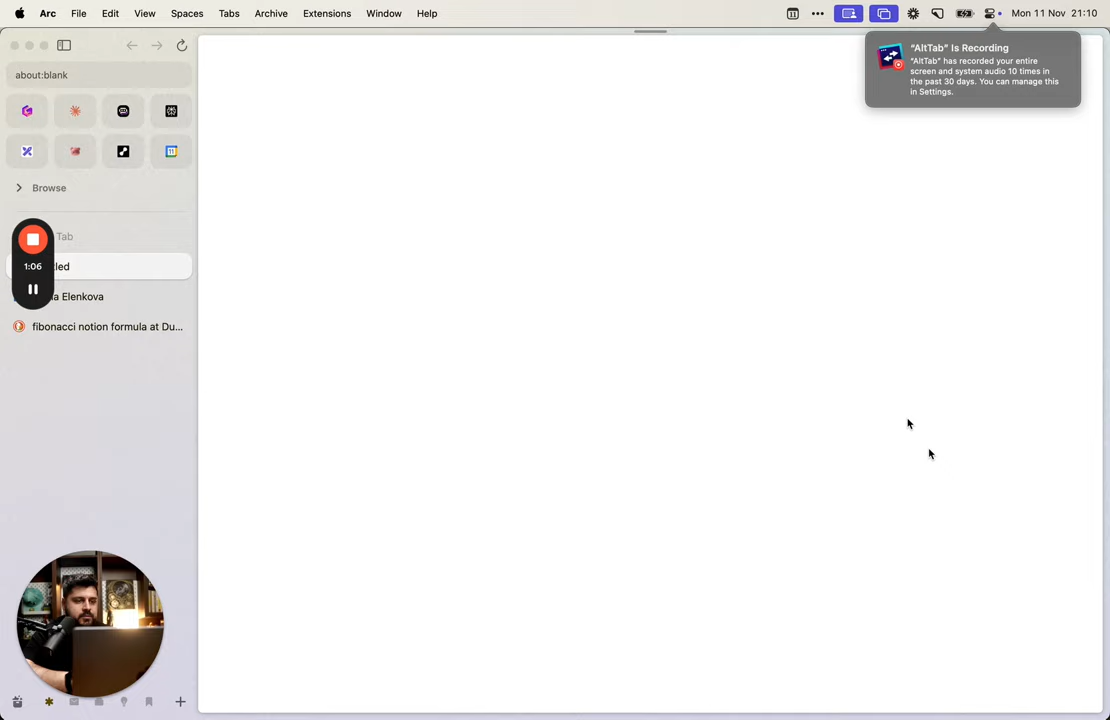 Arc File Edit View Spaces Tabs Archive Extensions Window Help
11 Mon 11 Nov 21:10
“AltTab” Is Recording
“AltTab” has recorded your entire
screen and system audio 10 times in
the past 30 days. You can manage this
in Settings.
about:blank
11
Browse
Tab
1:06
Elenkova
fibonacci notion formula at Du...